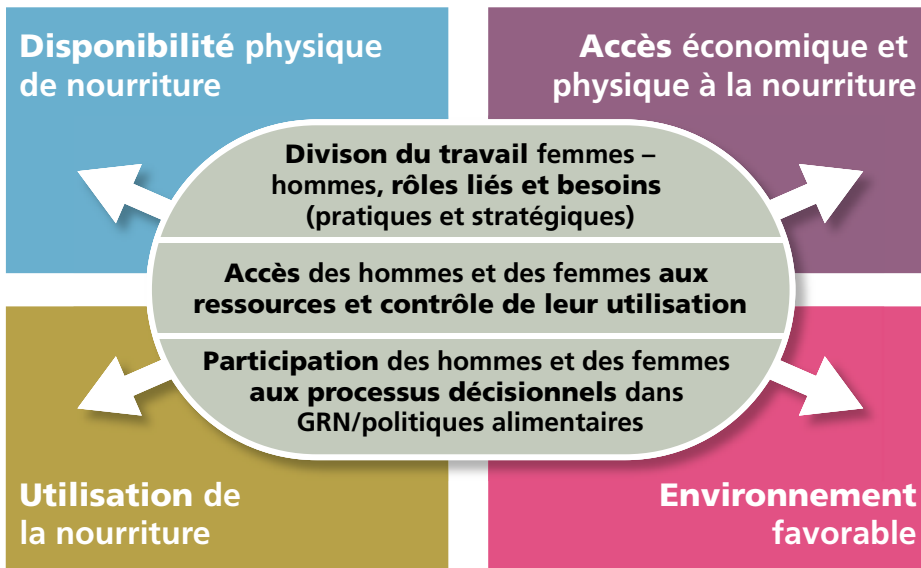 Disponibilité physique
de nourriture
Accès économique et
physique à la nourriture
Divison du travail femmes –
hommes, rôles liés et besoins
(pratiques et stratégiques)
Accès des hommes et des femmes aux
ressources et contrôle de leur utilisation
Participation des hommes et des femmes
aux processus décisionnels dans
GRN/politiques alimentaires
Utilisation de
la nourriture
Environnement
favorable